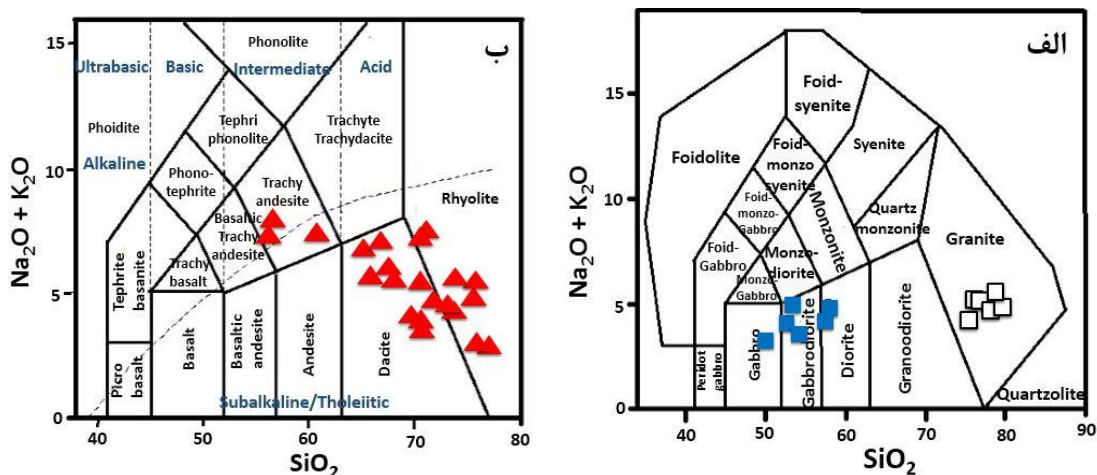 ب
15
10
5
0
40
50
60
70
80
Na₂O + K₂O
SiO₂
Ultrabasic
Basic
Phonolite
Intermediate
Acid
Phoidite
Alkaline
Tephri
phonolite
Trachyte
Trachydacite
Phono-
tephrite
Trachy
andesite
Rhyolite
Basaltic
Trachy
andesite
Trachy
basalt
Tephrite
basanite
Picro
basalt
Basalt
Basaltic
andesite
Andesite
Dacite
Subalkaline/Tholeiitic
الف
15
10
5
0
40
50
60
70
80
90
Na₂O + K₂O
SiO₂
Foid-
syenite
Foidolite
Foid-
monzo
syenite
Syenite
Foid-
monzo-
Gabbro
Monzonite
Quartz
monzonite
Granite
Foid-
Gabbro
Monzo-
diorite
Monzo-
Gabbro
Peridot
gabbro
Gabbro
Gabbrodiorite
Diorite
Granoodiorite
Quartzolite